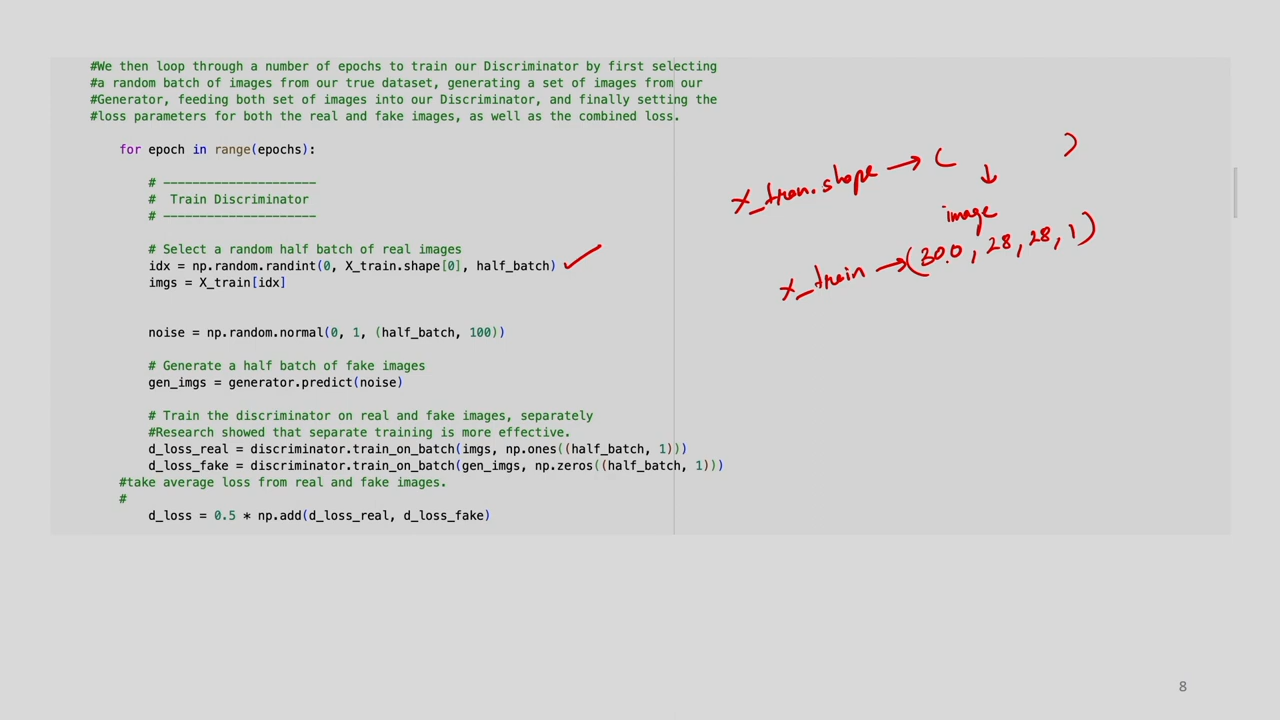 #We then loop through a number of epochs to train our Discriminator by first selecting
#a random batch of images from our true dataset, generating a set of images from our
#Generator, feeding both set of images into our Discriminator, and finally setting the
#loss parameters for both the real and fake images, as well as the combined loss.
for epoch in range(epochs):
# ---------------------
#  Train Discriminator
# ---------------------
# Select a random half batch of real images
idx = np.random.randint(0, X_train.shape[0], half_batch)
imgs = X_train[idx]
noise = np.random.normal(0, 1, (half_batch, 100))
# Generate a half batch of fake images
gen_imgs = generator.predict(noise)
# Train the discriminator on real and fake images, separately
#Research showed that separate training is more effective.
d_loss_real = discriminator.train_on_batch(imgs, np.ones((half_batch, 1)))
d_loss_fake = discriminator.train_on_batch(gen_imgs, np.zeros((half_batch, 1)))
#take average loss from real and fake images.
#
d_loss = 0.5 * np.add(d_loss_real, d_loss_fake)
X_tran.shape → ( )
↓
image
X_train → (30.0, 28, 28, 1)
8